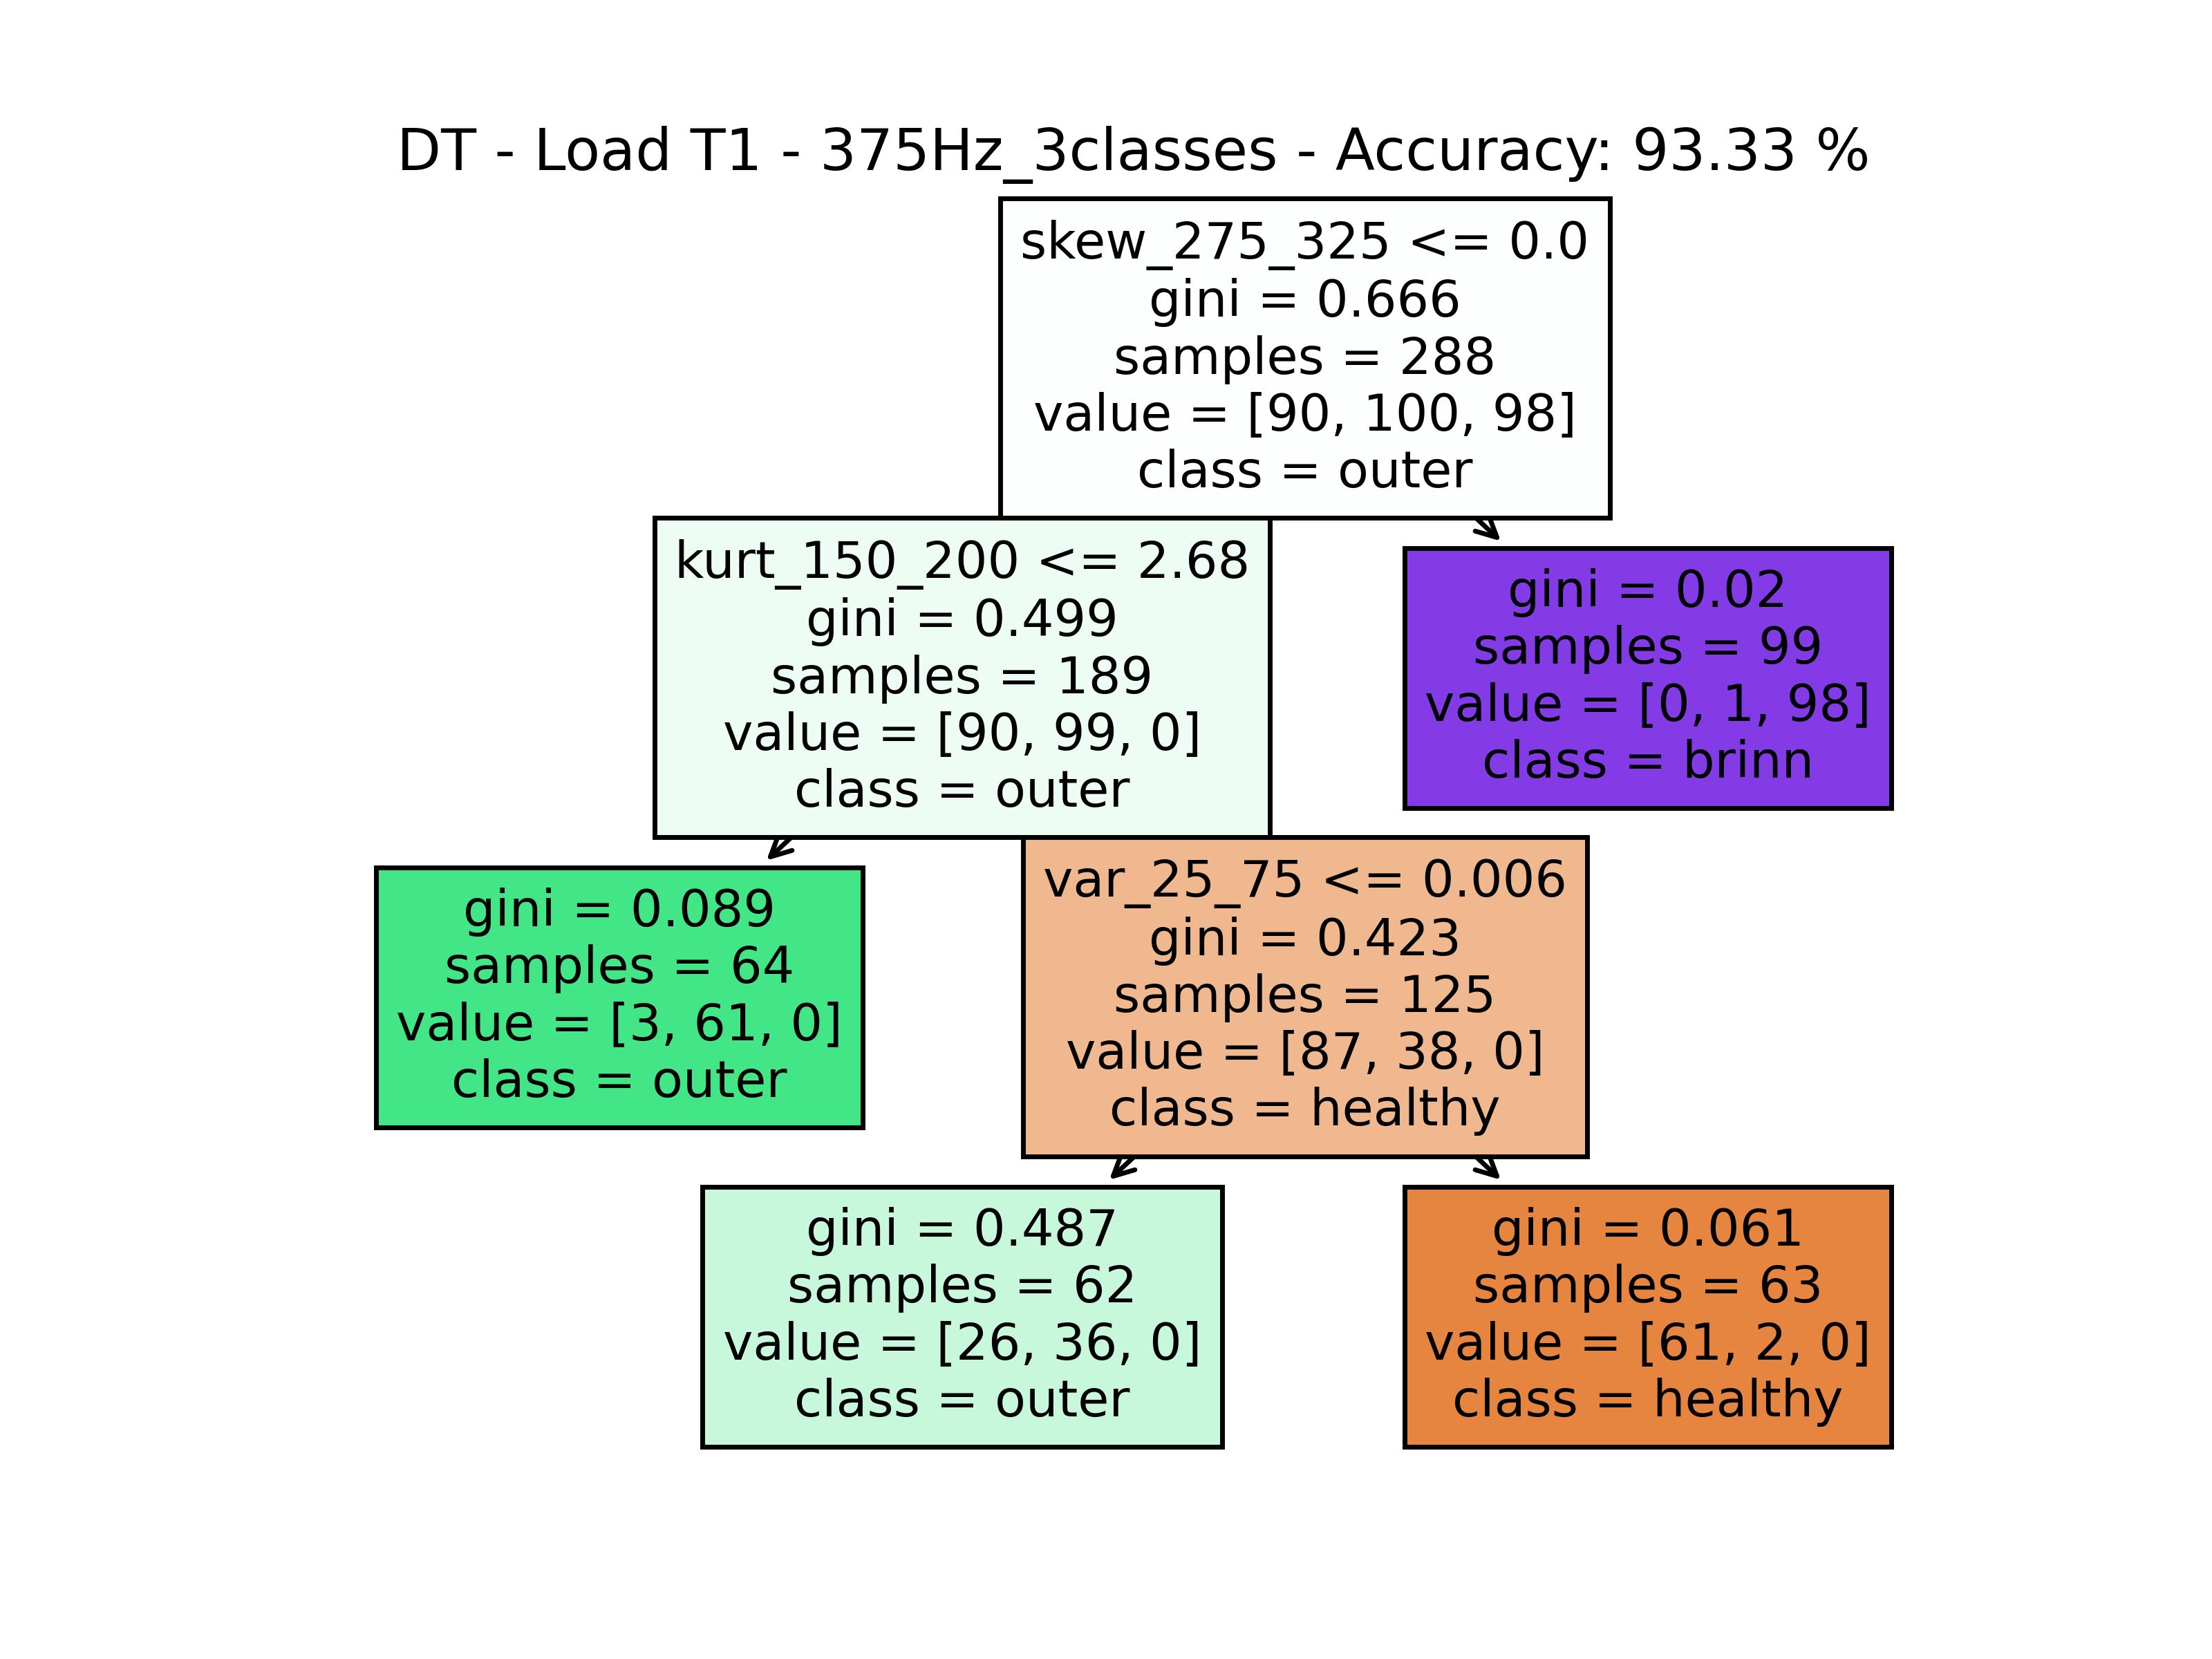 DT - Load T1 - 375Hz_3classes - Accuracy: 93.33 %
skew_275_325 <= 0.0
gini = 0.666
samples = 288
value = [90, 100, 98]
class = outer
kurt_150_200 <= 2.68
gini = 0.499
samples = 189
value = [90, 99, 0]
class = outer
gini = 0.02
samples = 99
value = [0, 1, 98]
class = brinn
gini = 0.089
samples = 64
value = [3, 61, 0]
class = outer
var_25_75 <= 0.006
gini = 0.423
samples = 125
value = [87, 38, 0]
class = healthy
gini = 0.487
samples = 62
value = [26, 36, 0]
class = outer
gini = 0.061
samples = 63
value = [61, 2, 0]
class = healthy